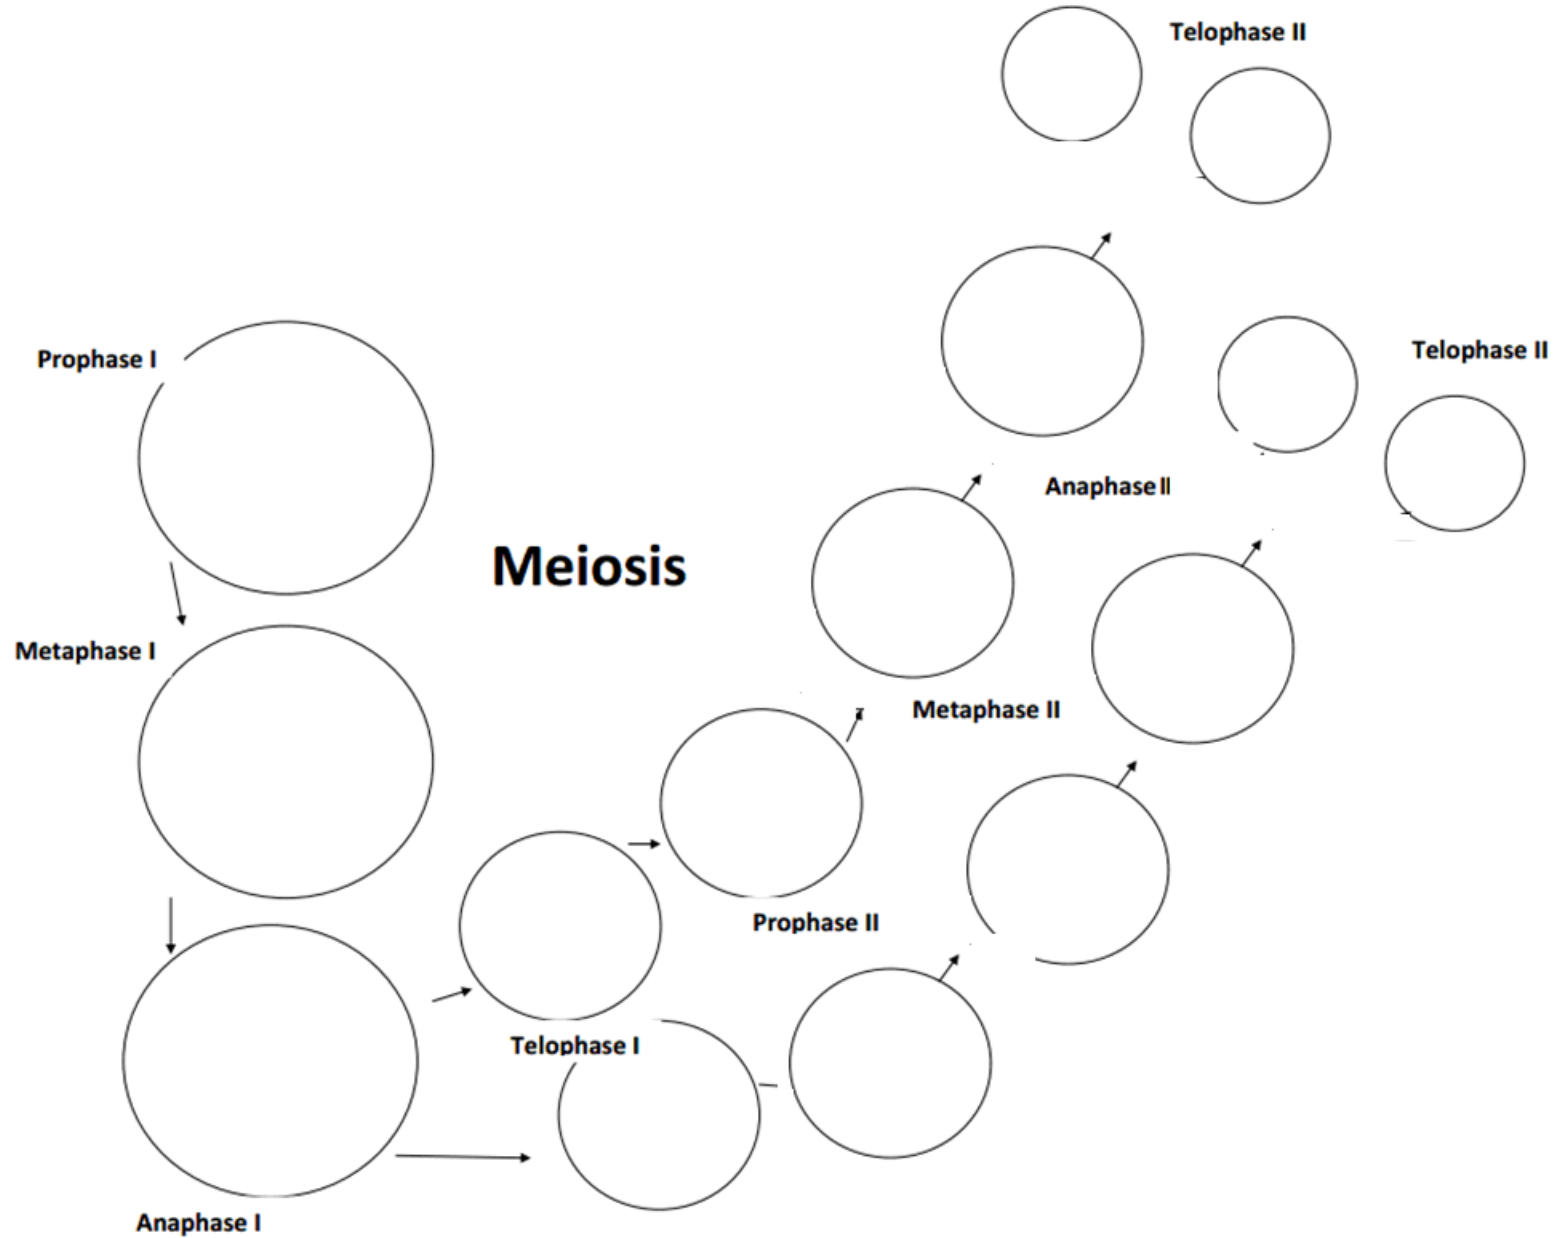 Telophase II
Prophase I
Telophase II
Anaphase II
Meiosis
Metaphase I
Metaphase II
Prophase II
Telophase I
Anaphase I